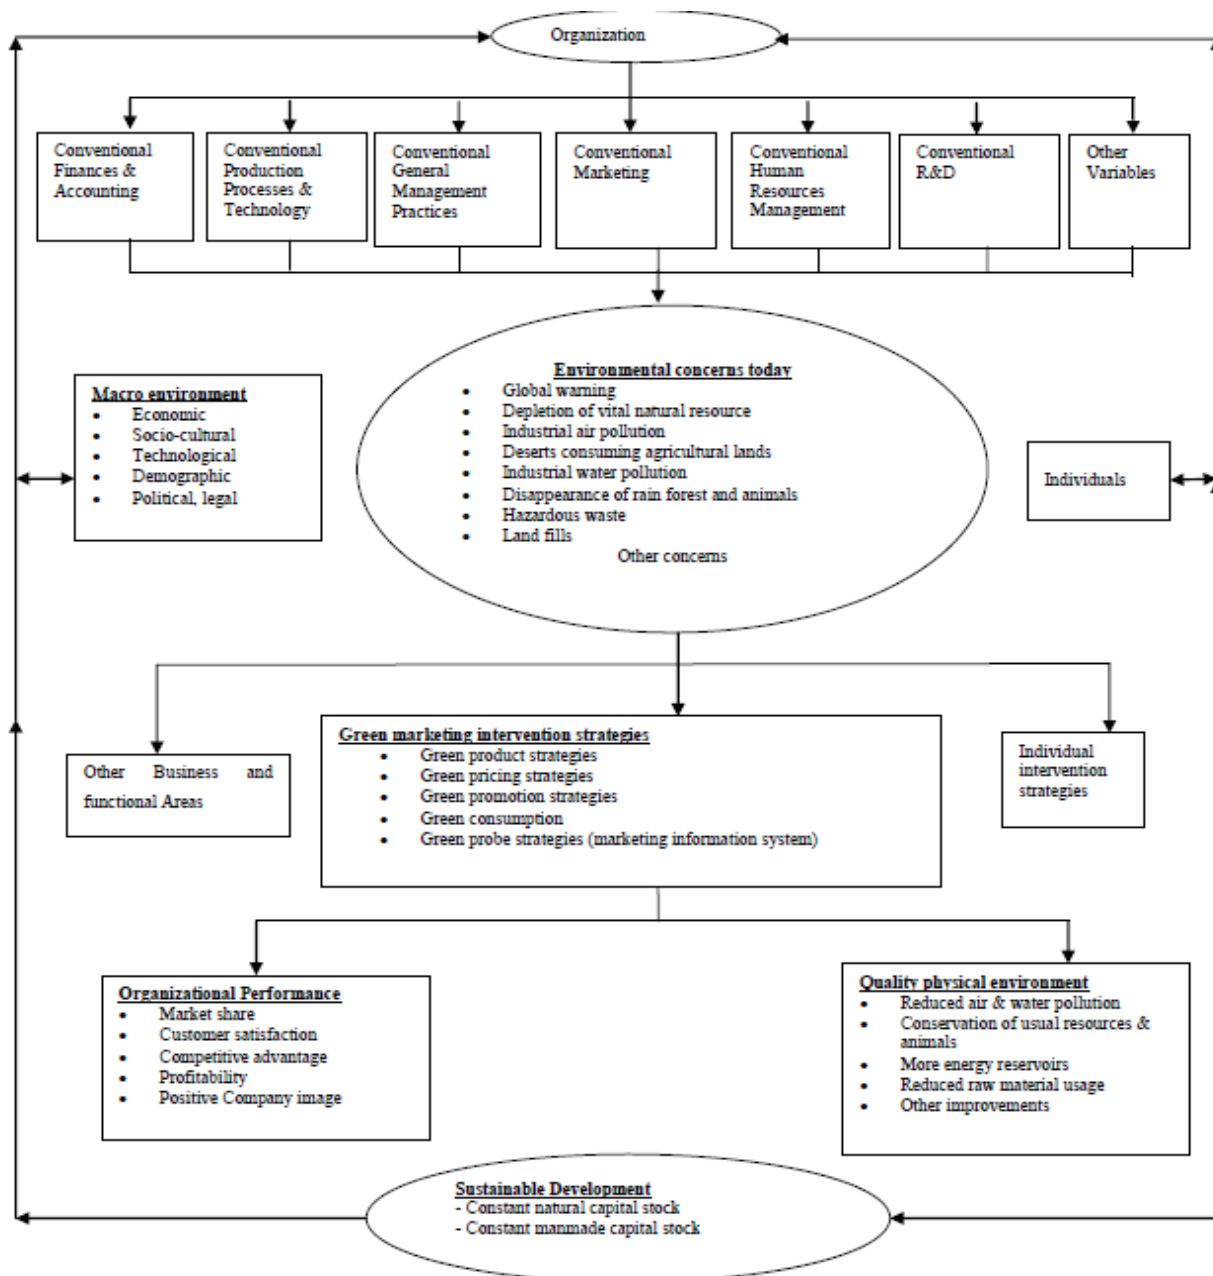 Organization
Conventional
Finances &
Accounting
Conventional
Production
Processes &
Technology
Conventional
General
Management
Practices
Conventional
Marketing
Conventional
Human
Resources
Management
Conventional
R&D
Other
Variables
Environmental concerns today
• Global warning
• Depletion of vital natural resource
• Industrial air pollution
• Deserts consuming agricultural lands
• Industrial water pollution
• Disappearance of rain forest and animals
• Hazardous waste
• Land fills
Other concerns
Macro environment
• Economic
• Socio-cultural
• Technological
• Demographic
• Political, legal
Individuals
Other Business and
functional Areas
Green marketing intervention strategies
• Green product strategies
• Green pricing strategies
• Green promotion strategies
• Green consumption
• Green probe strategies (marketing information system)
Individual
intervention
strategies
Organizational Performance
• Market share
• Customer satisfaction
• Competitive advantage
• Profitability
• Positive Company image
Quality physical environment
• Reduced air & water pollution
• Conservation of usual resources &
animals
• More energy reservoirs
• Reduced raw material usage
• Other improvements
Sustainable Development
- Constant natural capital stock
- Constant manmade capital stock